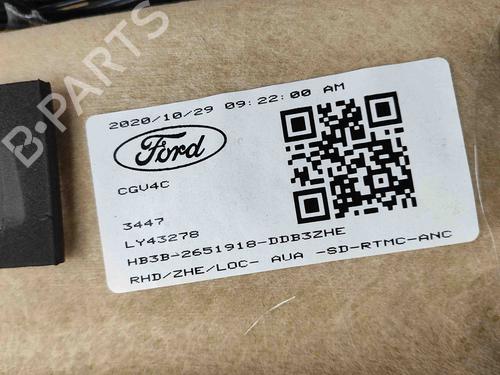 B-PARTS
2020/10/29 09:22:00 AM
Ford
CGV4C
3447
LY43278
HB3B-2651918-DDB3ZHE
RHD/ZHE/LOC- AVA -SD-RTMC-ANC